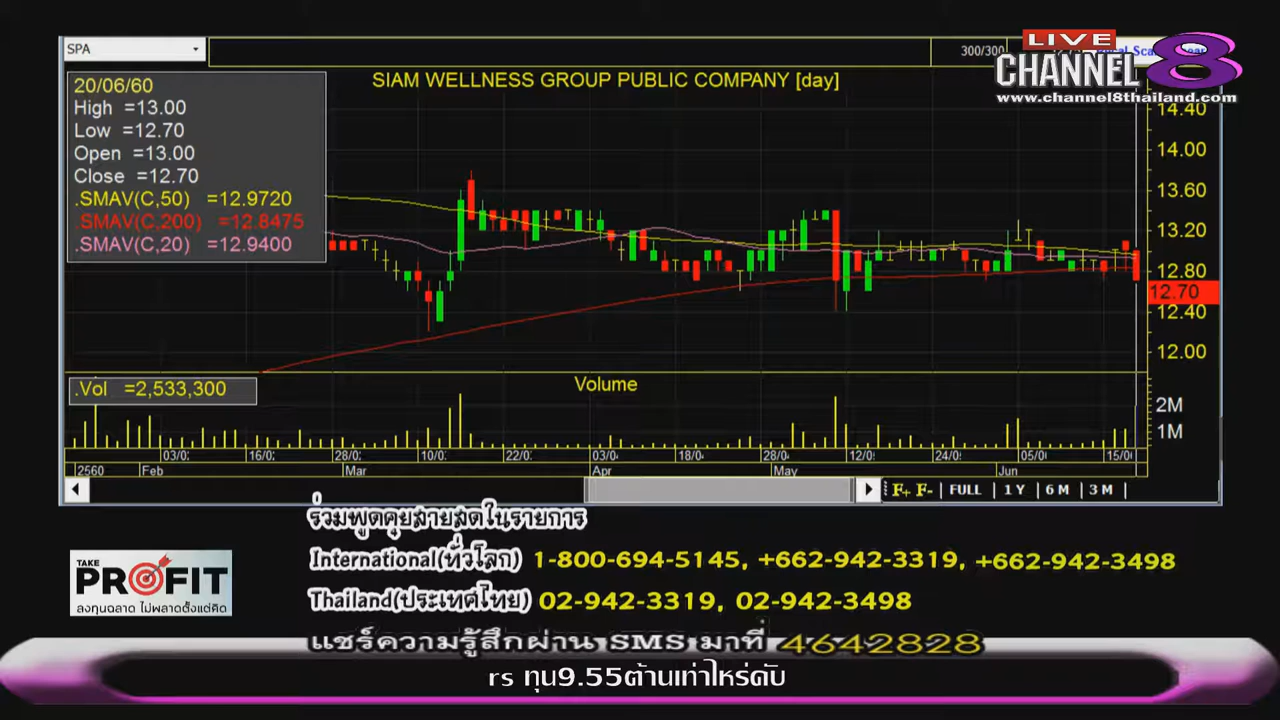 SPA
300/300
LIVE
CHANNEL 8
www.channel8thailand.com
SIAM WELLNESS GROUP PUBLIC COMPANY [day]
20/06/60
High =13.00
Low =12.70
Open =13.00
Close =12.70
.SMAV(C,50) =12.9720
.SMAV(C,200) =12.8475
.SMAV(C,20) =12.9400
14.40
14.00
13.60
13.20
12.80
12.70
12.40
12.00
.Vol =2,533,300
Volume
2M
1M
03/0 16/0 28/0 10/0 22/0 03/0 18/0 28/0 12/0 24/0 05/0 15/0
2560 Feb Mar Apr May Jun
F+ F- FULL 1 Y 6 M 3 M
ร่วมพูดคุยสายสดในรายการ
International(ทั่วโลก) 1-800-694-5145, +662-942-3319, +662-942-3498
TAKE PROFIT
ลงทุนฉลาด ไม่พลาดตั้งแต่คิด
Thailand(ประเทศไทย) 02-942-3319, 02-942-3498
แชร์ความรู้สึกผ่าน SMS มาที่ 4642828
rs ทุน9.55ต้านเท่าไหร่คับ